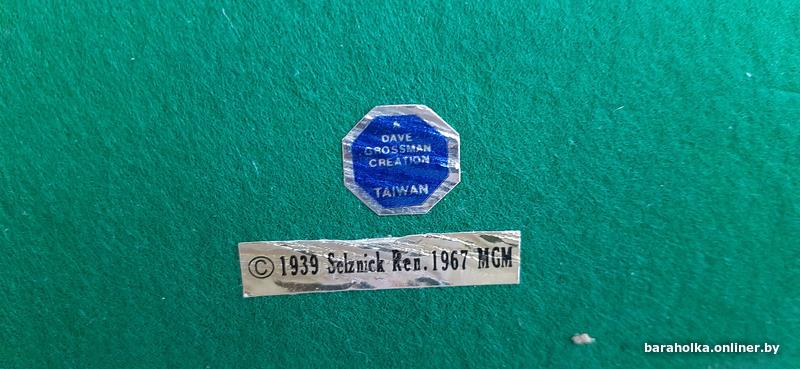 A
DAVE
GROSSMAN
CREATION
TAIWAN
© 1939 Selznick Ren. 1967 MGM
baraholka.onliner.by